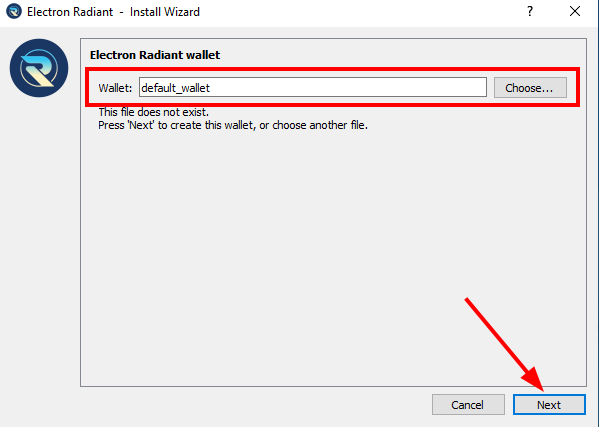 Electron Radiant - Install Wizard
Electron Radiant wallet
Wallet: default_wallet Choose...
This file does not exist.
Press 'Next' to create this wallet, or choose another file.
Cancel Next